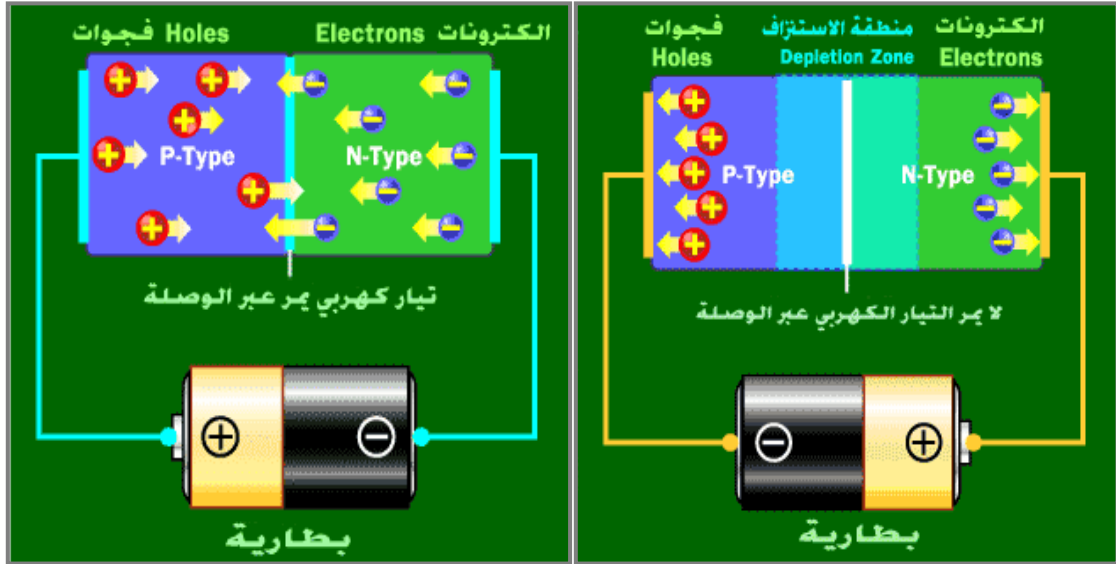 فجوات Holes
Electrons الكترونات
P-Type
N-Type
تيار كهربي يمر عبر الوصلة
بطارية
فجوات
Holes
منطقة الاستنزاف
Depletion Zone
الكترونات
Electrons
P-Type
N-Type
لا يمر التيار الكهربي عبر الوصلة
بطارية